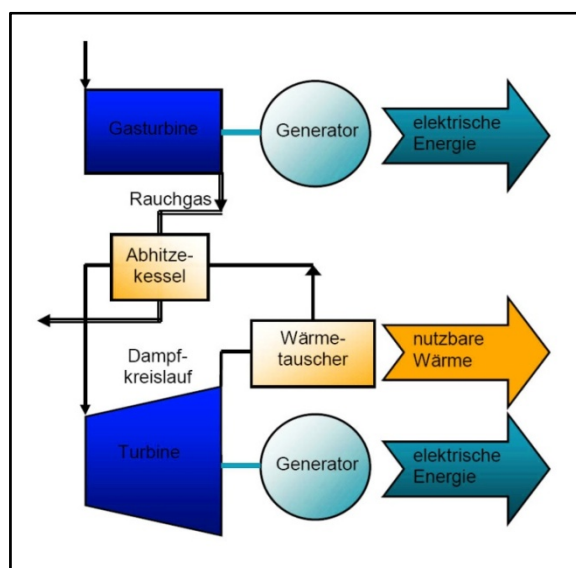 Gasturbine
Generator
elektrische
Energie
Rauchgas
Abhitze-
kessel
Dampf-
kreislauf
Wärme-
tauscher
nutzbare
Wärme
Turbine
Generator
elektrische
Energie